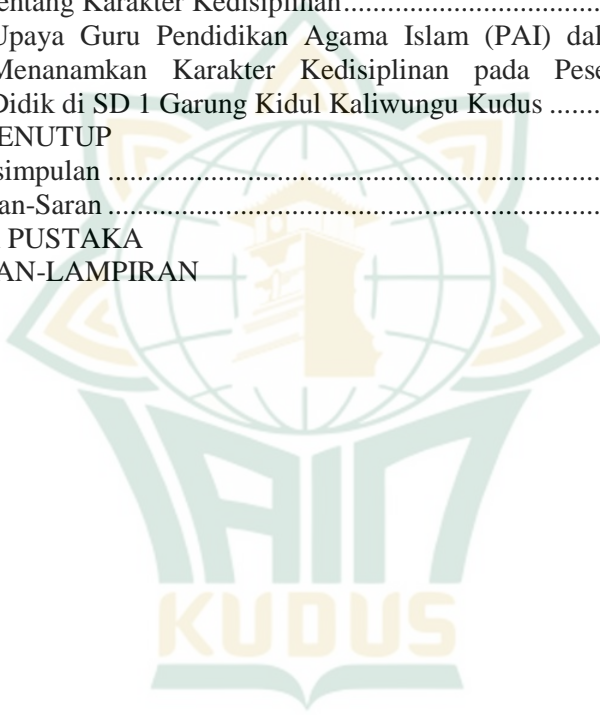 entang Karakter Kedisiplinan....................................
Upaya Guru Pendidikan Agama Islam (PAI) dal
Menanamkan Karakter Kedisiplinan pada Pese
Didik di SD 1 Garung Kidul Kaliwungu Kudus .......
ENUTUP
simpulan ........................................................................
an-Saran ........................................................................
PUSTAKA
AN-LAMPIRAN
IAIN
KUDUS